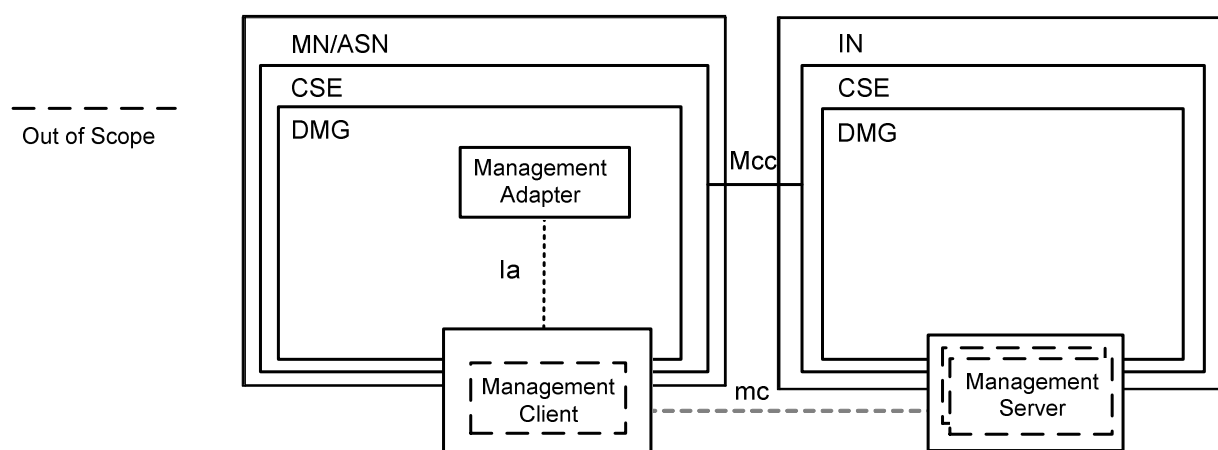 MN/ASN
CSE
DMG
Management
Adapter
Ia
Management
Client
Out of Scope
Mcc
mc
IN
CSE
DMG
Management
Server